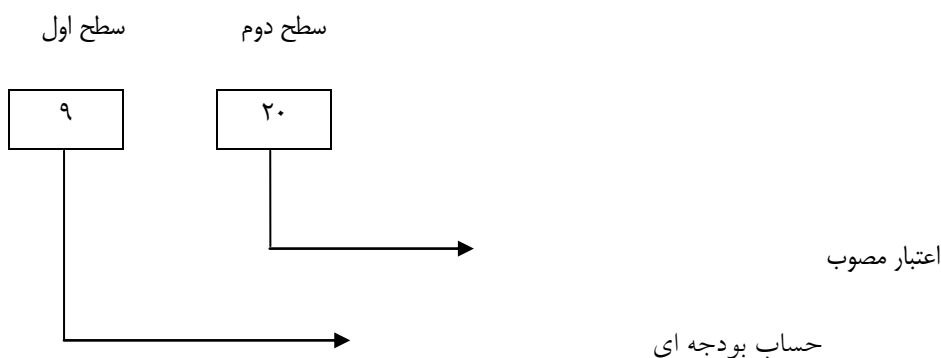 سطح دوم سطح اول
۲۰ ۹
اعتبار مصوب
حساب بودجه ای